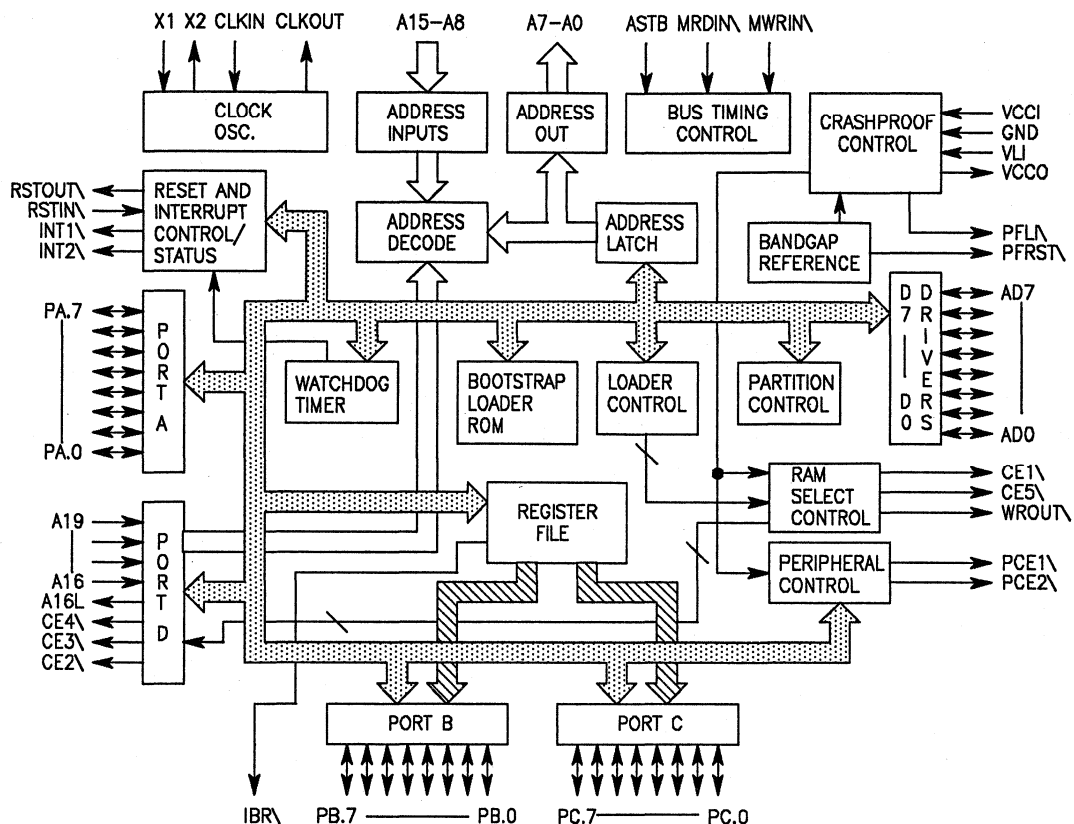 X1 X2 CLKIN CLKOUT
A15–A8
A7–A0
ASTB MRDIN\ MWRIN\
CLOCK
OSC.
ADDRESS
INPUTS
ADDRESS
OUT
BUS TIMING
CONTROL
CRASHPROOF
CONTROL
VCCI
GND
VLI
VCCO
RSTOUT\
RSTIN\
INT1\
INT2\
RESET AND
INTERRUPT
CONTROL/
STATUS
ADDRESS
DECODE
ADDRESS
LATCH
BANDGAP
REFERENCE
PFLI\
PFRST\
PA.7
PA.0
PORT A
WATCHDOG
TIMER
BOOTSTRAP
LOADER
ROM
LOADER
CONTROL
PARTITION
CONTROL
D7 — D0
DRIVERS
AD7
AD0
A19
A16
A16L
CE4\
CE3\
CE2\
PORT D
REGISTER
FILE
RAM
SELECT
CONTROL
CE1\
CE5\
WROUT\
PERIPHERAL
CONTROL
PCE1\
PCE2\
PORT B
PORT C
IBR\
PB.7
PB.0
PC.7
PC.0